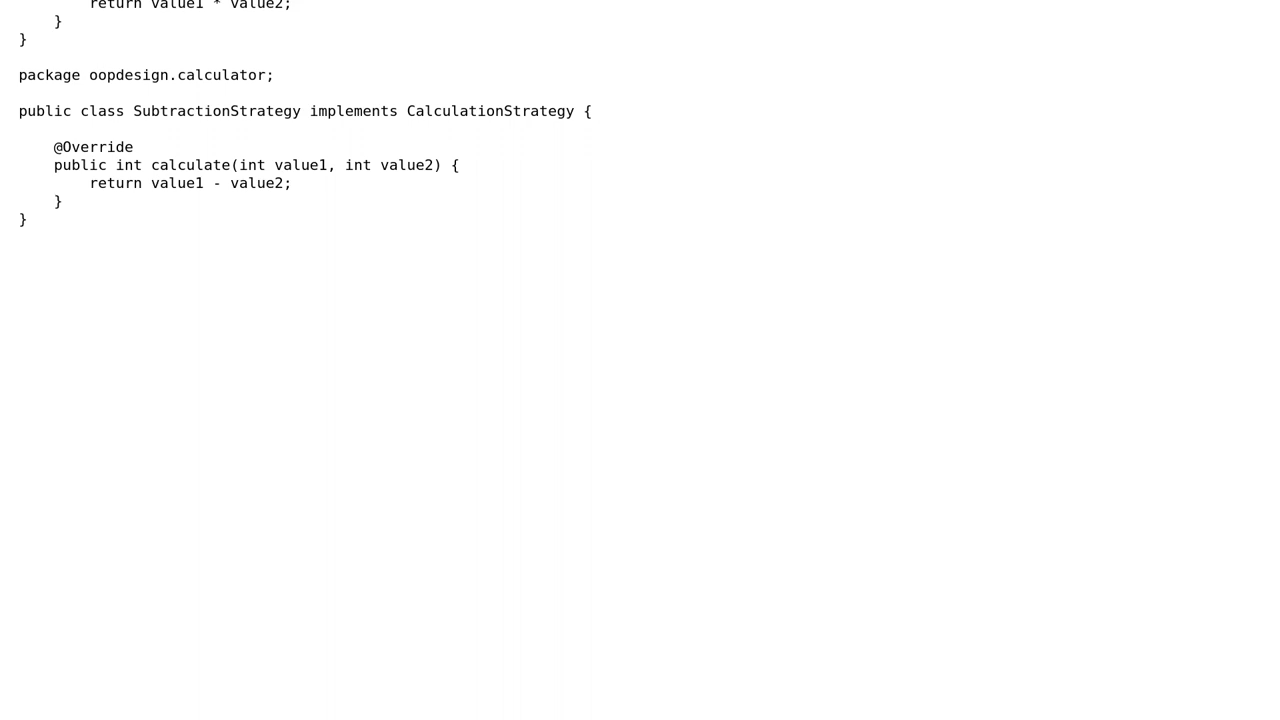 return value1 * value2;
    }
}

package oopdesign.calculator;

public class SubtractionStrategy implements CalculationStrategy {

    @Override
    public int calculate(int value1, int value2) {
        return value1 - value2;
    }
}